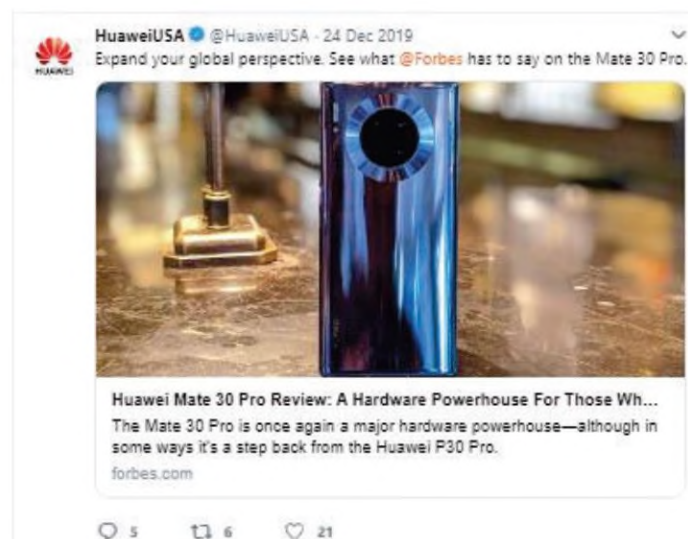 HuaweiUSA @HuaweiUSA · 24 Dec 2019
HUAWEI
Expand your global perspective. See what @Forbes has to say on the Mate 30 Pro.
Huawei Mate 30 Pro Review: A Hardware Powerhouse For Those Wh...
The Mate 30 Pro is once again a major hardware powerhouse—although in
some ways it's a step back from the Huawei P30 Pro.
forbes.com
5 6 21